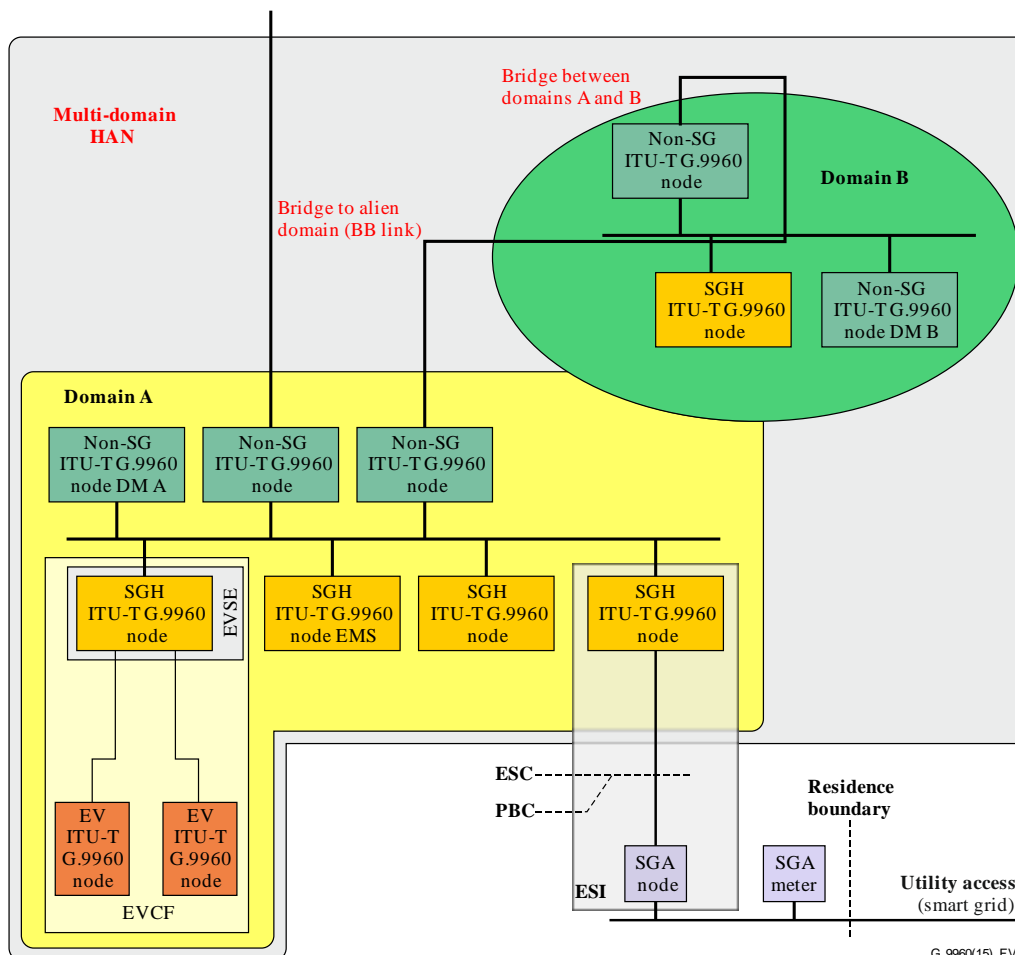 Multi-domain
HAN
Bridge between
domains A and B
Non-SG
ITU-T G.9960
node
Domain B
Bridge to alien
domain (BB link)
SGH
ITU-T G.9960
node
Non-SG
ITU-T G.9960
node DM B
Domain A
Non-SG
ITU-T G.9960
node DM A
Non-SG
ITU-T G.9960
node
Non-SG
ITU-T G.9960
node
SGH
ITU-T G.9960
node
EVSE
SGH
ITU-T G.9960
node EMS
SGH
ITU-T G.9960
node
SGH
ITU-T G.9960
node
ESC
PBC
Residence
boundary
EV
ITU-T
G.9960
node
EV
ITU-T
G.9960
node
EVCF
SGA
node
ESI
SGA
meter
Utility access
(smart grid)